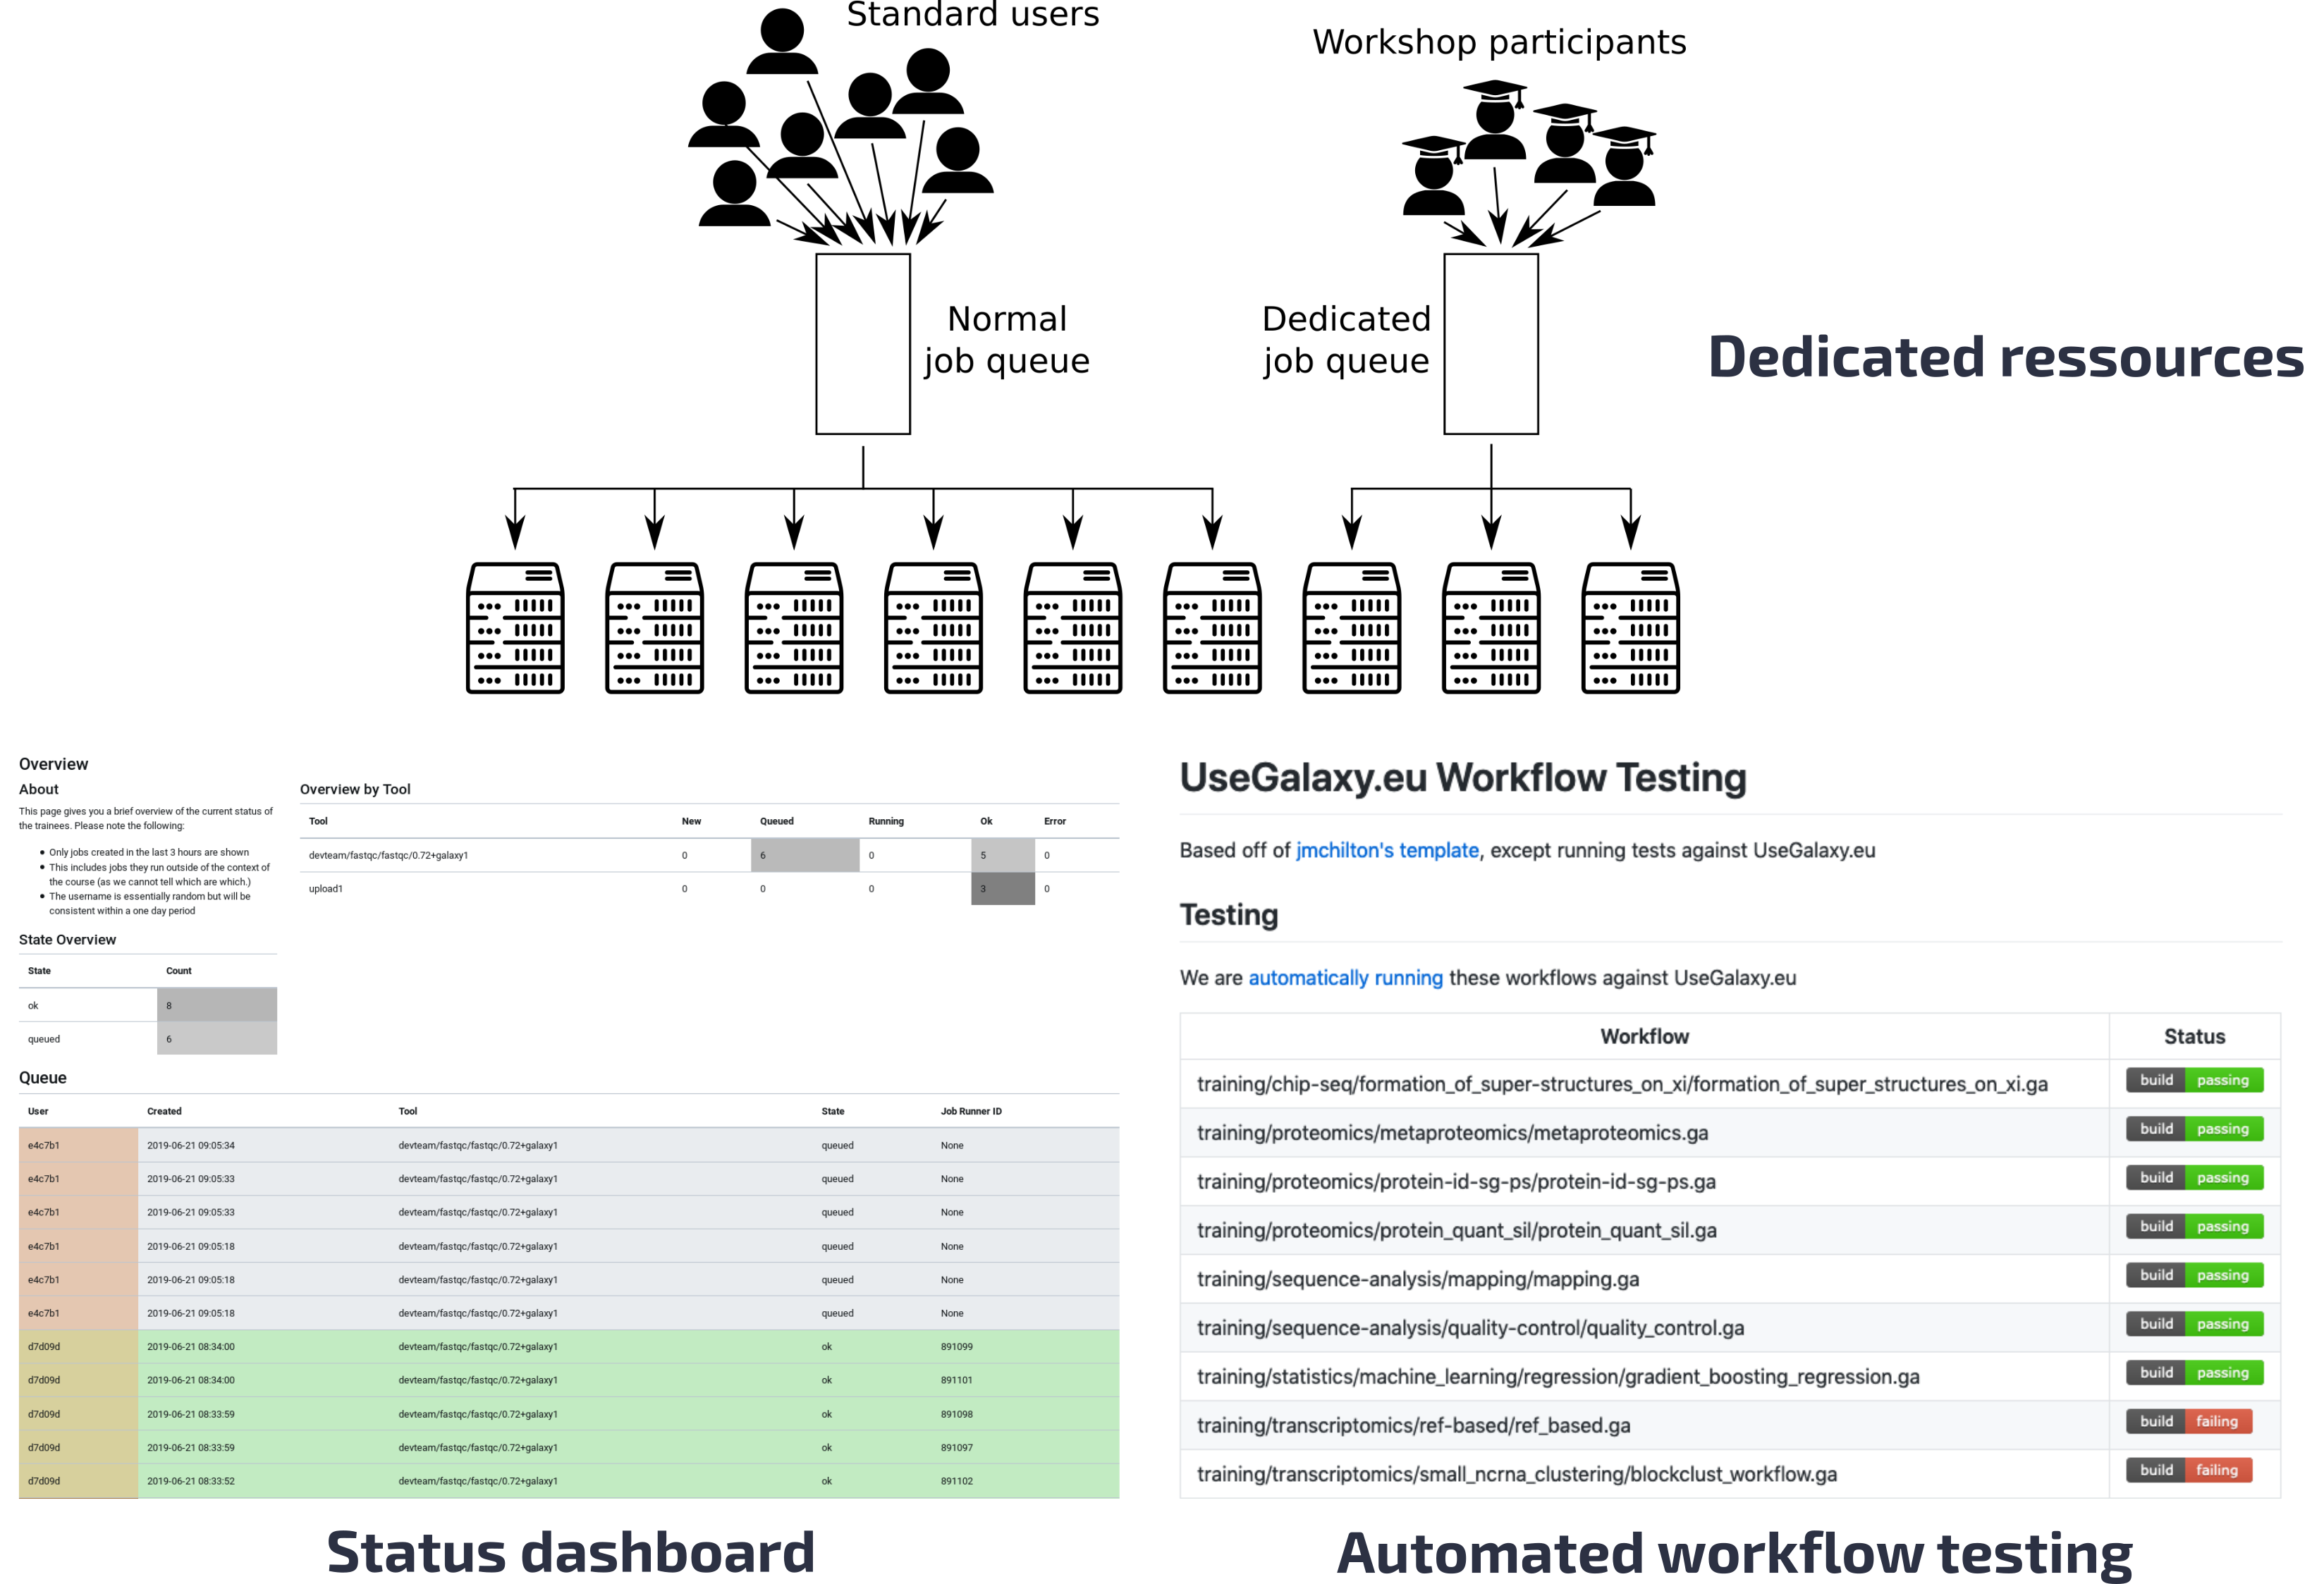 Standard users
Workshop participants
Normal
job queue
Dedicated
job queue
Dedicated ressources
Overview
About
This page gives you a brief overview of the current status of
the trainees. Please note the following:
• Only jobs created in the last 3 hours are shown
• This includes jobs they run outside of the context of
the course (as we cannot tell which are which.)
• The username is essentially random but will be
consistent within a one day period
State Overview
State Count
ok 8
queued 6
Overview by Tool
Tool New Queued Running Ok Error
devteam/fastqc/fastqc/0.72+galaxy1 0 6 0 5 0
upload1 0 0 0 3 0
Queue
User Created Tool State Job Runner ID
e4c7b1 2019-06-21 09:05:34 devteam/fastqc/fastqc/0.72+galaxy1 queued None
e4c7b1 2019-06-21 09:05:33 devteam/fastqc/fastqc/0.72+galaxy1 queued None
e4c7b1 2019-06-21 09:05:33 devteam/fastqc/fastqc/0.72+galaxy1 queued None
e4c7b1 2019-06-21 09:05:18 devteam/fastqc/fastqc/0.72+galaxy1 queued None
e4c7b1 2019-06-21 09:05:18 devteam/fastqc/fastqc/0.72+galaxy1 queued None
e4c7b1 2019-06-21 09:05:18 devteam/fastqc/fastqc/0.72+galaxy1 queued None
d7d09d 2019-06-21 08:34:00 devteam/fastqc/fastqc/0.72+galaxy1 ok 891099
d7d09d 2019-06-21 08:34:00 devteam/fastqc/fastqc/0.72+galaxy1 ok 891101
d7d09d 2019-06-21 08:33:59 devteam/fastqc/fastqc/0.72+galaxy1 ok 891098
d7d09d 2019-06-21 08:33:59 devteam/fastqc/fastqc/0.72+galaxy1 ok 891097
d7d09d 2019-06-21 08:33:52 devteam/fastqc/fastqc/0.72+galaxy1 ok 891102
Status dashboard
UseGalaxy.eu Workflow Testing
Based off of jmchilton's template, except running tests against UseGalaxy.eu
Testing
We are automatically running these workflows against UseGalaxy.eu
Workflow Status
training/chip-seq/formation_of_super-structures_on_xi/formation_of_super_structures_on_xi.ga build passing
training/proteomics/metaproteomics/metaproteomics.ga build passing
training/proteomics/protein-id-sg-ps/protein-id-sg-ps.ga build passing
training/proteomics/protein_quant_sil/protein_quant_sil.ga build passing
training/sequence-analysis/mapping/mapping.ga build passing
training/sequence-analysis/quality-control/quality_control.ga build passing
training/statistics/machine_learning/regression/gradient_boosting_regression.ga build passing
training/transcriptomics/ref-based/ref_based.ga build failing
training/transcriptomics/small_ncrna_clustering/blockclust_workflow.ga build failing
Automated workflow testing